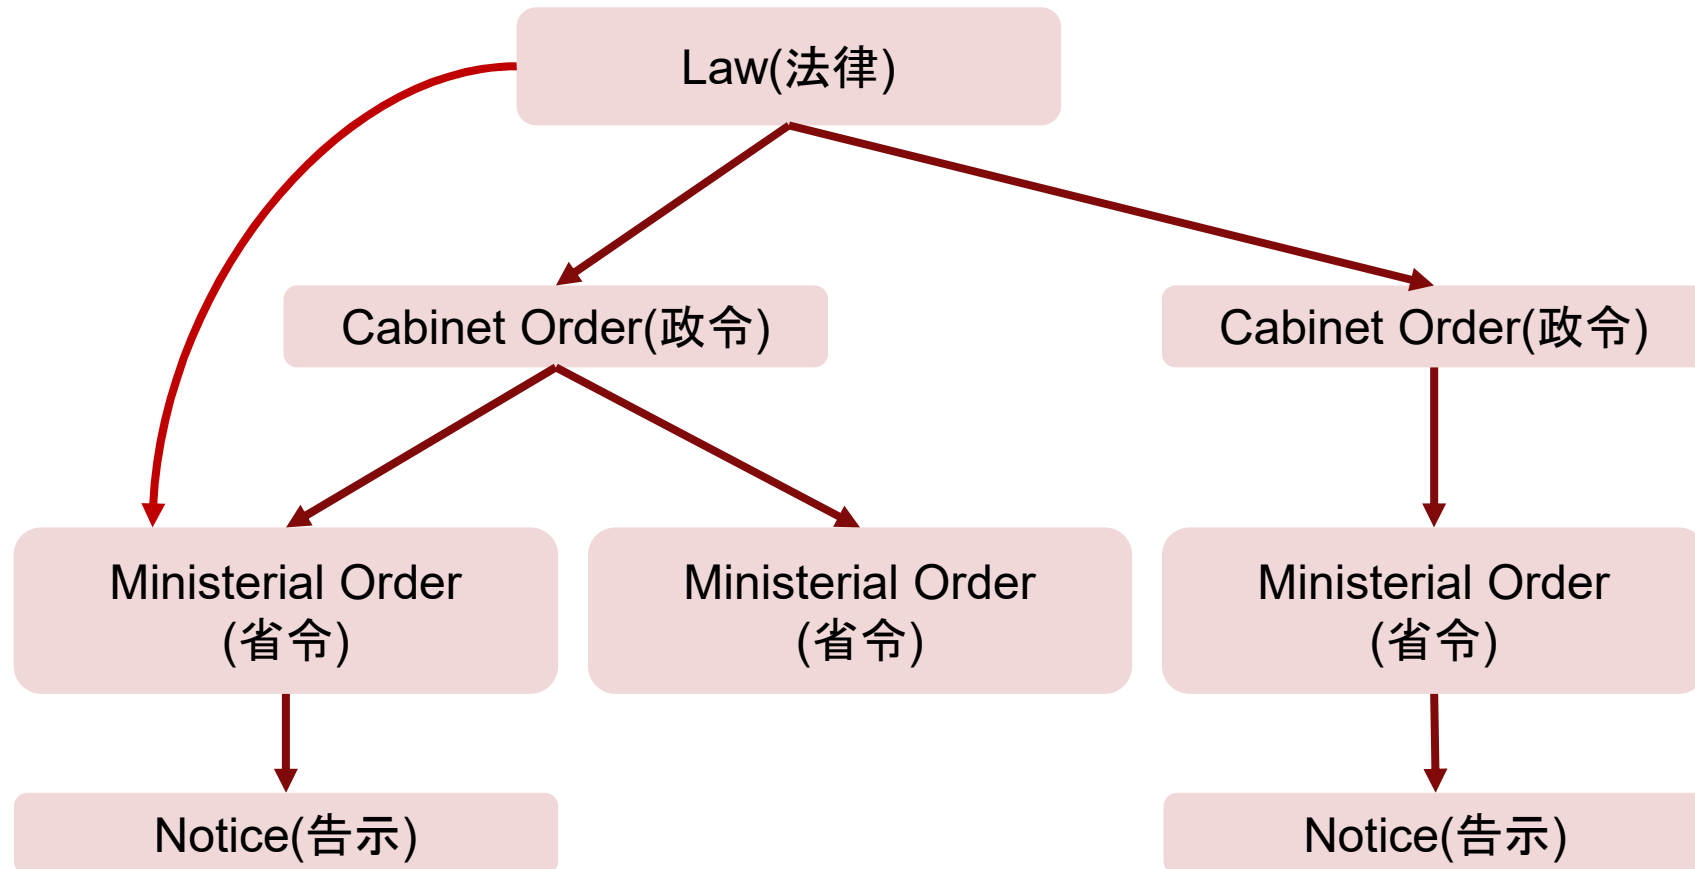 Law(法律)
Cabinet Order(政令)
Cabinet Order(政令)
Ministerial Order
(省令)
Ministerial Order
(省令)
Ministerial Order
(省令)
Notice(告示)
Notice(告示)